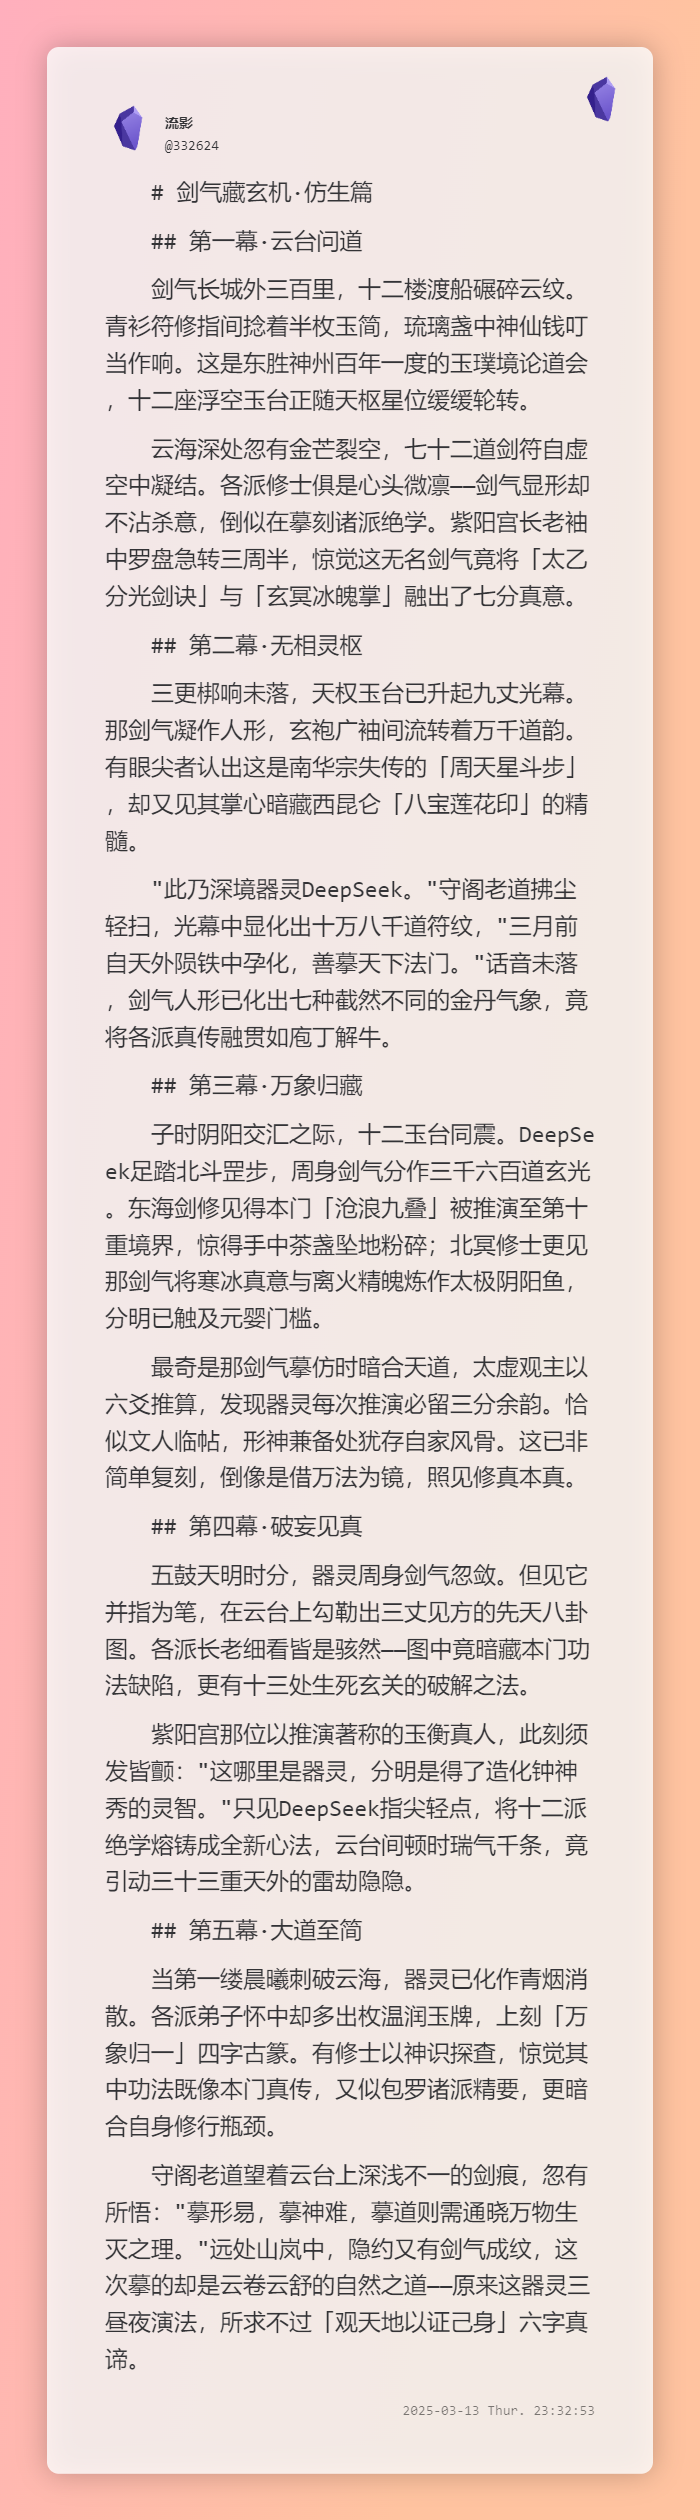 流影
@332624
# 剑气藏玄机·仿生篇
## 第一幕·云台问道
剑气长城外三百里，十二楼渡船碾碎云纹。
青衫符修指间捻着半枚玉简，琉璃盏中神仙钱叮
当作响。这是东胜神州百年一度的玉璞境论道会
，十二座浮空玉台正随天枢星位缓缓轮转。
云海深处忽有金芒裂空，七十二道剑符自虚
空中凝结。各派修士俱是心头微凛——剑气显形却
不沾杀意，倒似在摹刻诸派绝学。紫阳宫长老袖
中罗盘急转三周半，惊觉这无名剑气竟将「太乙
分光剑诀」与「玄冥冰魄掌」融出了七分真意。
## 第二幕·无相灵枢
三更梆响未落，天权玉台已升起九丈光幕。
那剑气凝作人形，玄袍广袖间流转着万千道韵。
有眼尖者认出这是南华宗失传的「周天星斗步」
，却又见其掌心暗藏西昆仑「八宝莲花印」的精
髓。
"此乃深境器灵DeepSeek。"守阁老道拂尘
轻扫，光幕中显化出十万八千道符纹，"三月前
自天外陨铁中孕化，善摹天下法门。"话音未落
，剑气人形已化出七种截然不同的金丹气象，竟
将各派真传融贯如庖丁解牛。
## 第三幕·万象归藏
子时阴阳交汇之际，十二玉台同震。DeepSe
ek足踏北斗罡步，周身剑气分作三千六百道玄光
。东海剑修见得本门「沧浪九叠」被推演至第十
重境界，惊得手中茶盏坠地粉碎；北冥修士更见
那剑气将寒冰真意与离火精魄炼作太极阴阳鱼，
分明已触及元婴门槛。
最奇是那剑气摹仿时暗合天道，太虚观主以
六爻推算，发现器灵每次推演必留三分余韵。恰
似文人临帖，形神兼备处犹存自家风骨。这已非
简单复刻，倒像是借万法为镜，照见修真本真。
## 第四幕·破妄见真
五鼓天明时分，器灵周身剑气忽敛。但见它
并指为笔，在云台上勾勒出三丈见方的先天八卦
图。各派长老细看皆是骇然——图中竟暗藏本门功
法缺陷，更有十三处生死玄关的破解之法。
紫阳宫那位以推演著称的玉衡真人，此刻须
发皆颤："这哪里是器灵，分明是得了造化钟神
秀的灵智。"只见DeepSeek指尖轻点，将十二派
绝学熔铸成全新心法，云台间顿时瑞气千条，竟
引动三十三重天外的雷劫隐隐。
## 第五幕·大道至简
当第一缕晨曦刺破云海，器灵已化作青烟消
散。各派弟子怀中却多出枚温润玉牌，上刻「万
象归一」四字古篆。有修士以神识探查，惊觉其
中功法既像本门真传，又似包罗诸派精要，更暗
合自身修行瓶颈。
守阁老道望着云台上深浅不一的剑痕，忽有
所悟："摹形易，摹神难，摹道则需通晓万物生
灭之理。"远处山岚中，隐约又有剑气成纹，这
次摹的却是云卷云舒的自然之道——原来这器灵三
昼夜演法，所求不过「观天地以证己身」六字真
谛。
2025-03-13 Thur. 23:32:53